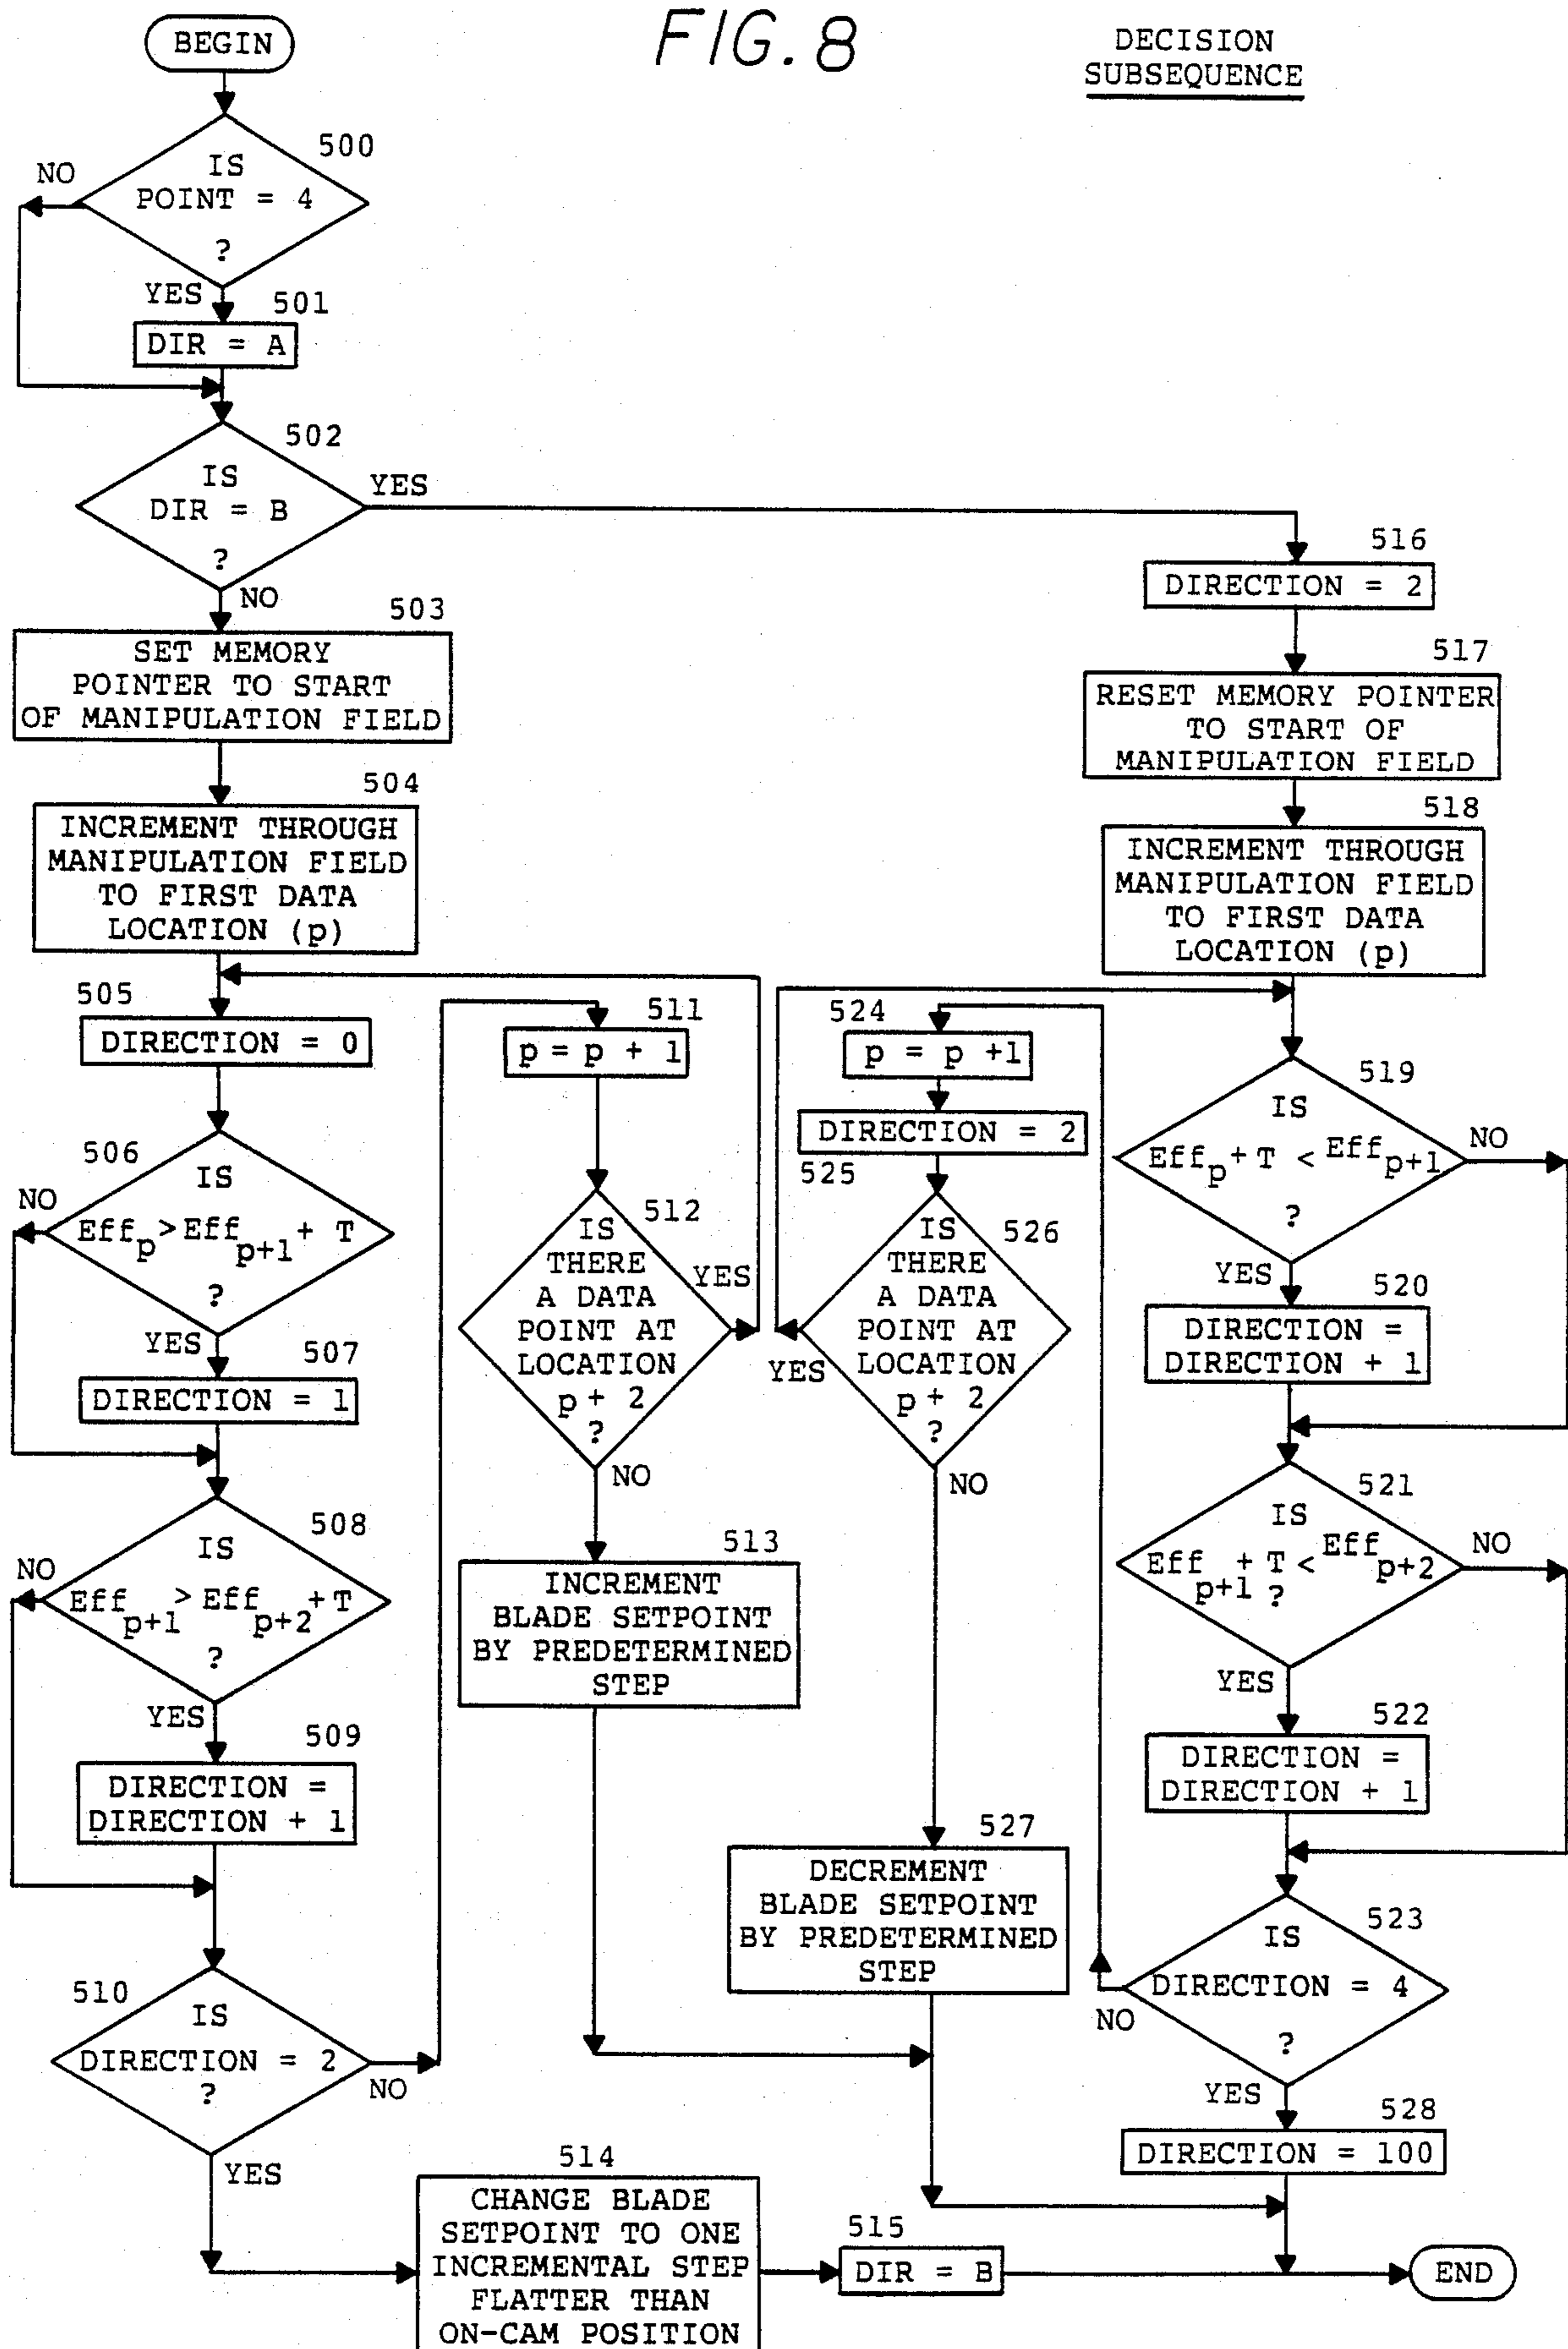 FIG. 8
DECISION
SUBSEQUENCE
BEGIN
500
IS
POINT = 4
?
NO
YES
501
DIR = A
502
IS
DIR = B
?
YES
NO
503
SET MEMORY
POINTER TO START
OF MANIPULATION FIELD
504
INCREMENT THROUGH
MANIPULATION FIELD
TO FIRST DATA
LOCATION (p)
505
DIRECTION = 0
506
IS
Eff_p > Eff_{p+1} + T
?
NO
YES
507
DIRECTION = 1
508
IS
Eff_{p+1} > Eff_{p+2} + T
?
NO
YES
509
DIRECTION =
DIRECTION + 1
510
IS
DIRECTION = 2
?
NO
YES
511
p = p + 1
512
IS
THERE
A DATA
POINT AT
LOCATION
p + 2
?
YES
NO
513
INCREMENT
BLADE SETPOINT
BY PREDETERMINED
STEP
514
CHANGE BLADE
SETPOINT TO ONE
INCREMENTAL STEP
FLATTER THAN
ON-CAM POSITION
515
DIR = B
516
DIRECTION = 2
517
RESET MEMORY POINTER
TO START OF
MANIPULATION FIELD
518
INCREMENT THROUGH
MANIPULATION FIELD
TO FIRST DATA
LOCATION (p)
519
IS
Eff_p + T < Eff_{p+1}
?
NO
YES
520
DIRECTION =
DIRECTION + 1
521
IS
Eff_{p+1} + T < Eff_{p+2}
?
NO
YES
522
DIRECTION =
DIRECTION + 1
523
IS
DIRECTION = 4
?
NO
YES
524
p = p +1
DIRECTION = 2
525
526
IS
THERE
A DATA
POINT AT
LOCATION
p + 2
?
YES
NO
527
DECREMENT
BLADE SETPOINT
BY PREDETERMINED
STEP
528
DIRECTION = 100
END